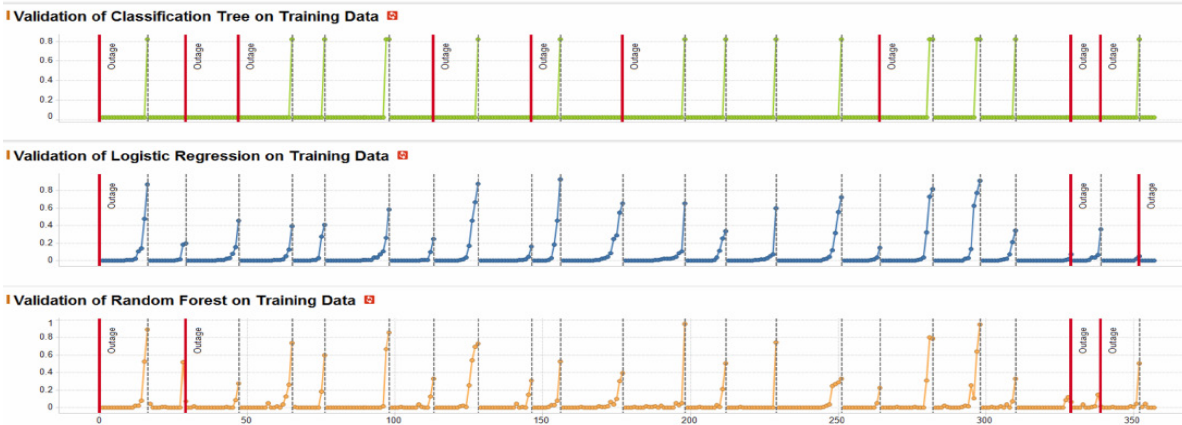 Validation of Classification Tree on Training Data
0.8
0.6
0.4
0.2
0
Outage
Outage
Outage
Outage
Outage
Outage
Outage
Outage
Outage
Validation of Logistic Regression on Training Data
0.8
0.6
0.4
0.2
0
Outage
Outage
Outage
Validation of Random Forest on Training Data
1
0.8
0.6
0.4
0.2
0
Outage
Outage
Outage
Outage
0
50
100
150
200
250
300
350